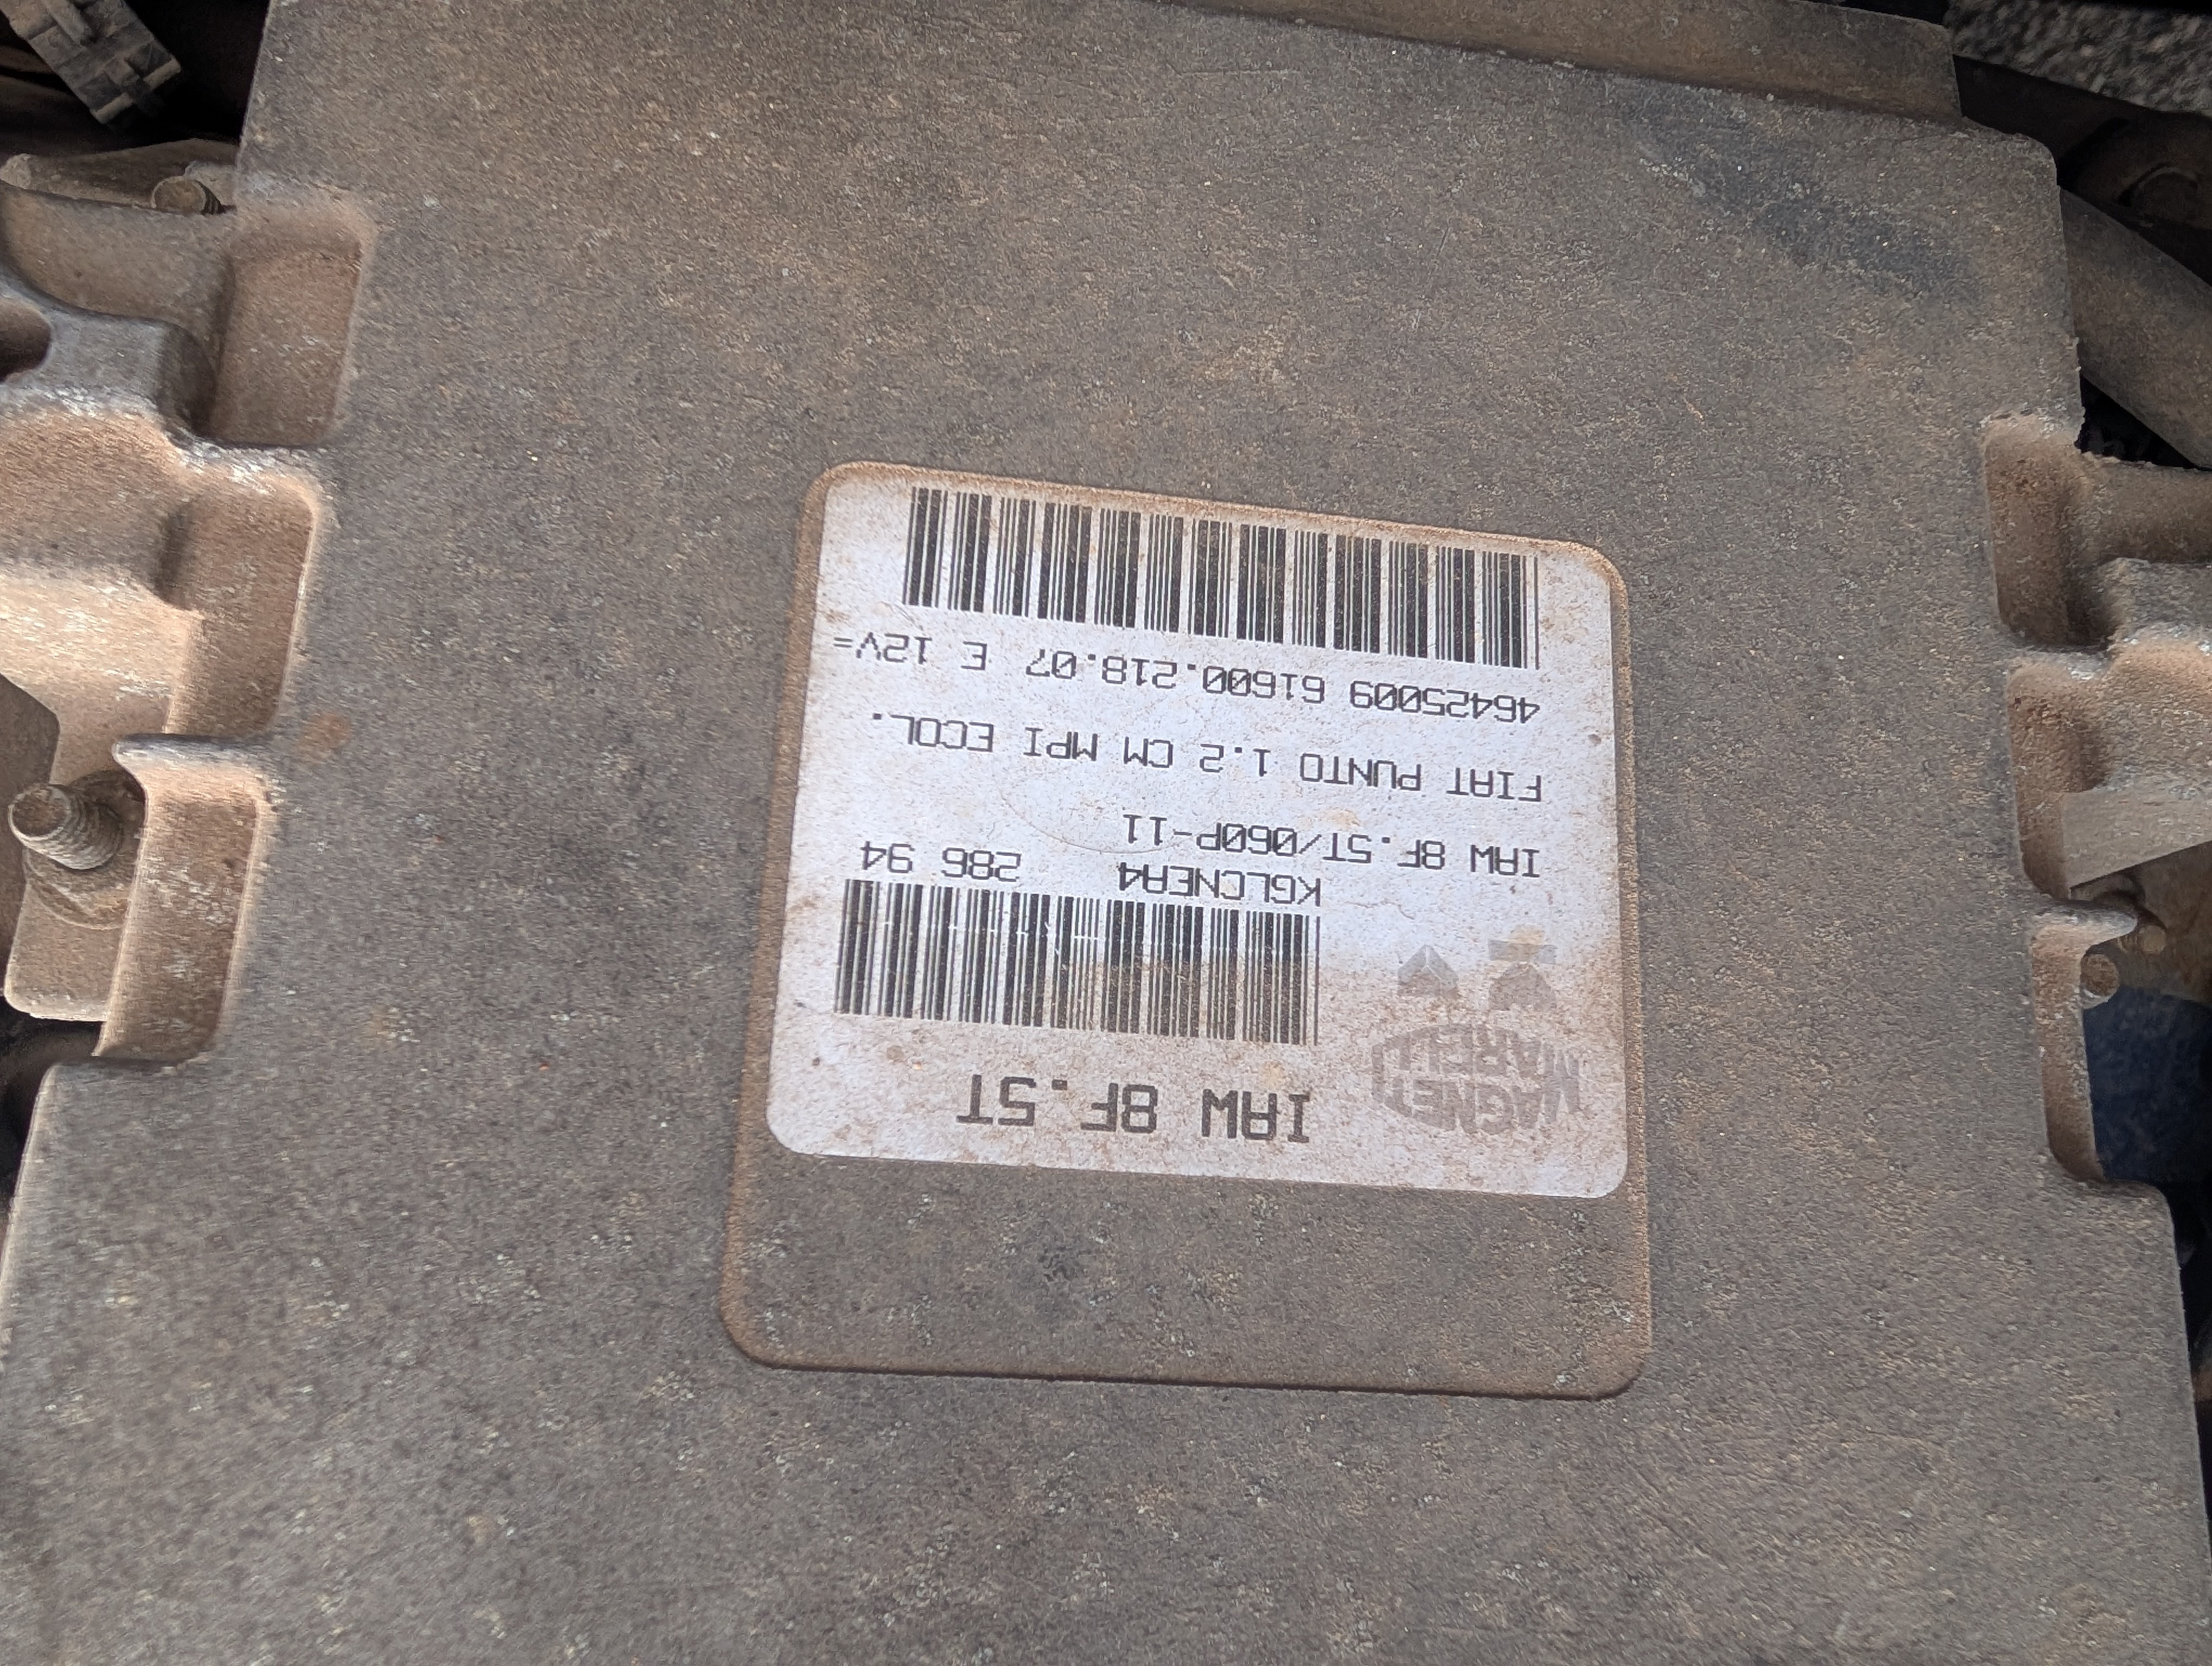 MAGNETI
MARELLI
IAW 8F.5T
KGLCNEA4 286 94
IAW 8F.5T/060P-11
FIAT PUNTO 1.2 CM MPI ECOL.
46425009 61600.218.07 E 12V=